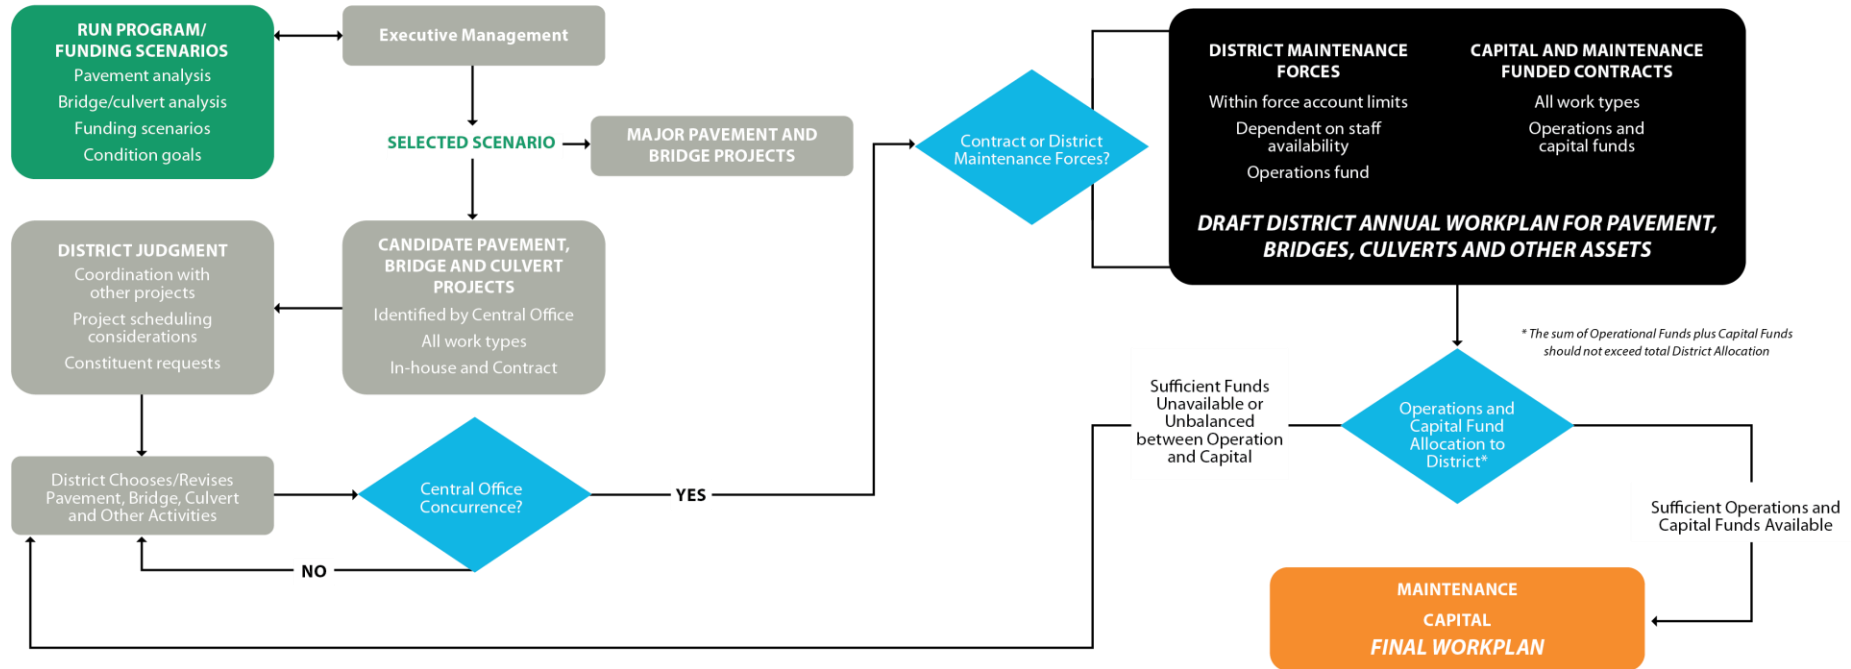 RUN PROGRAM/
FUNDING SCENARIOS
Pavement analysis
Bridge/culvert analysis
Funding scenarios
Condition goals
Executive Management
SELECTED SCENARIO
MAJOR PAVEMENT AND
BRIDGE PROJECTS
DISTRICT JUDGMENT
Coordination with
other projects
Project scheduling
considerations
Constituent requests
CANDIDATE PAVEMENT,
BRIDGE AND CULVERT
PROJECTS
Identified by Central Office
All work types
In-house and Contract
District Chooses/Revises
Pavement, Bridge, Culvert
and Other Activities
Central Office
Concurrence?
YES
NO
Contract or District
Maintenance Forces?
DISTRICT MAINTENANCE
FORCES
Within force account limits
Dependent on staff
availability
Operations fund
CAPITAL AND MAINTENANCE
FUNDED CONTRACTS
All work types
Operations and
capital funds
DRAFT DISTRICT ANNUAL WORKPLAN FOR PAVEMENT,
BRIDGES, CULVERTS AND OTHER ASSETS
* The sum of Operational Funds plus Capital Funds
should not exceed total District Allocation
Operations and
Capital Fund
Allocation to
District*
Sufficient Funds
Unavailable or
Unbalanced
between Operation
and Capital
Sufficient Operations and
Capital Funds Available
MAINTENANCE
CAPITAL
FINAL WORKPLAN